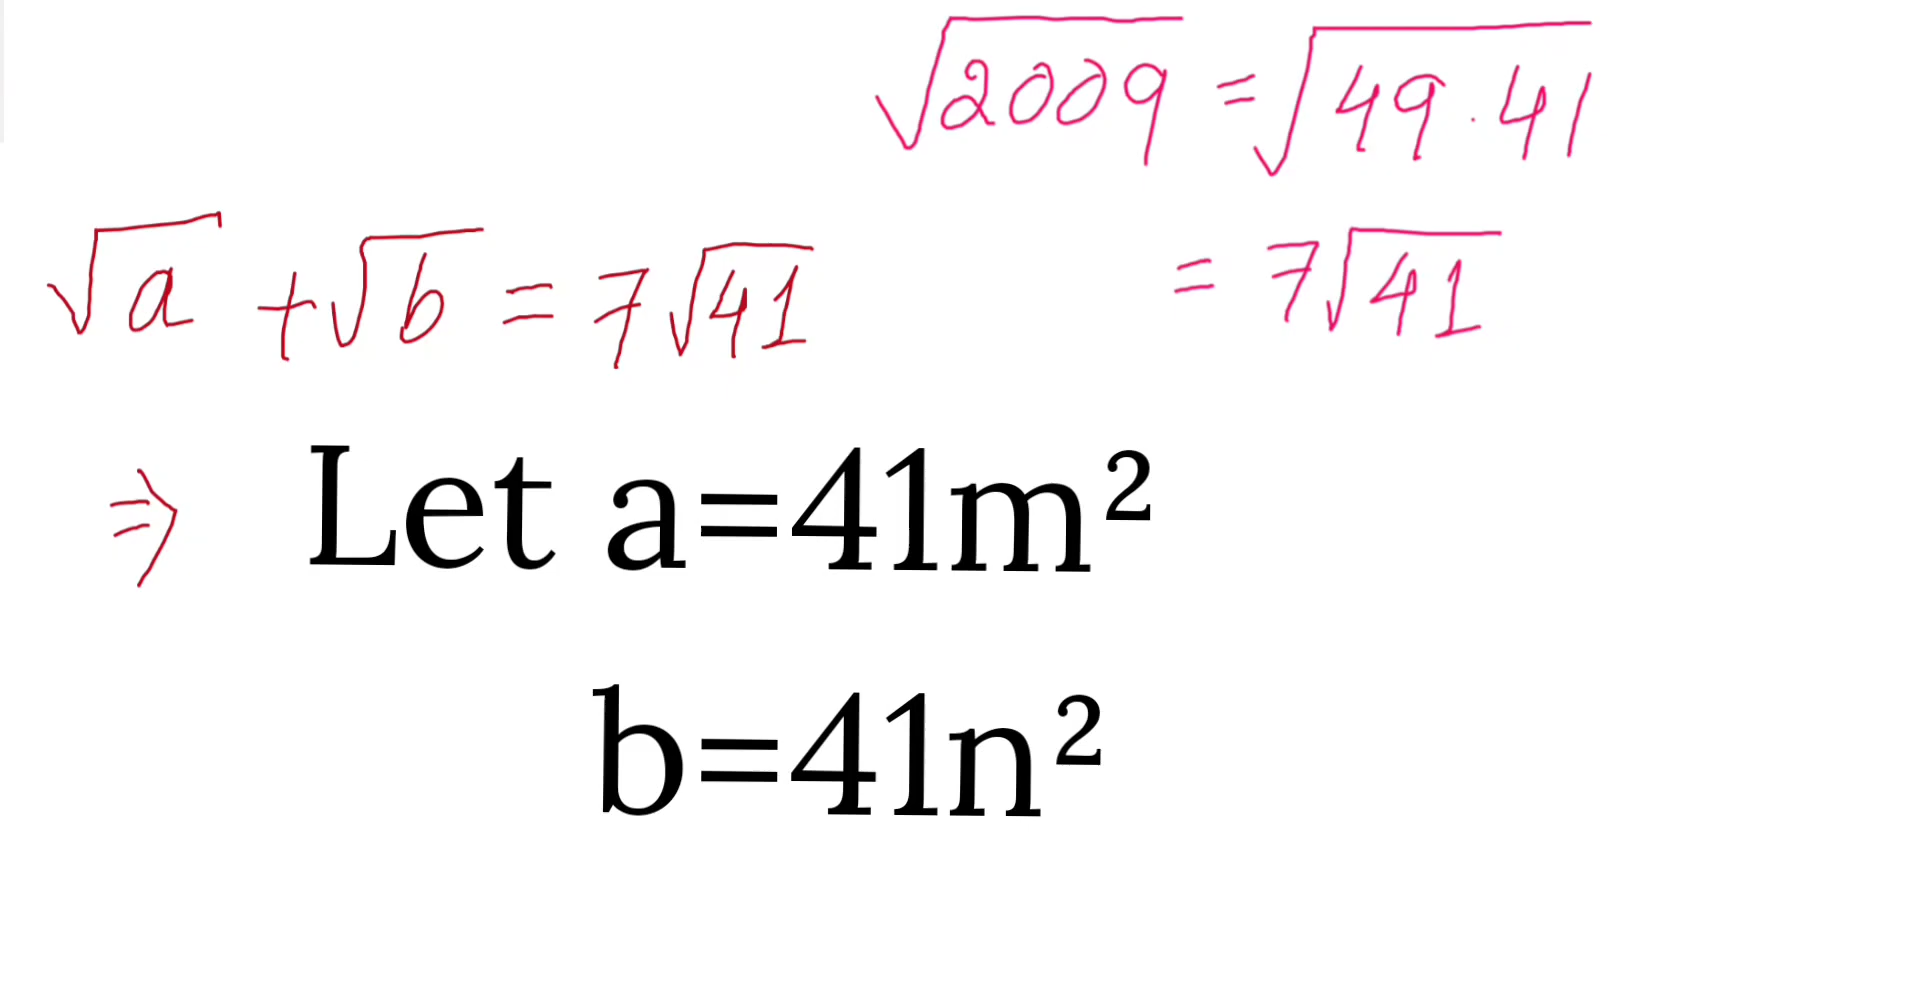 √2009 = √49.41
= 7√41
√a + √b = 7√41
⇒ Let a=41m²
b=41n²